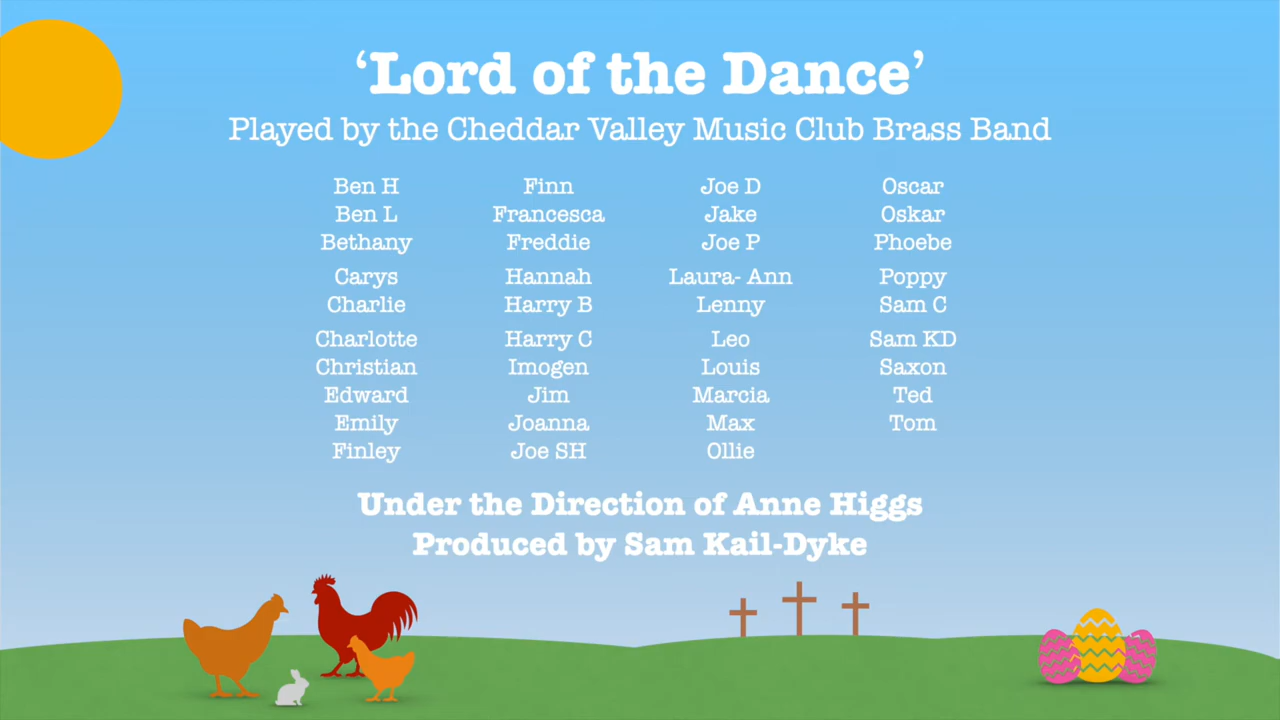 ‘Lord of the Dance’
Played by the Cheddar Valley Music Club Brass Band
Ben H Finn Joe D Oscar
Ben L Francesca Jake Oskar
Bethany Freddie Joe P Phoebe
Carys Hannah Laura- Ann Poppy
Charlie Harry B Lenny Sam C
Charlotte Harry C Leo Sam KD
Christian Imogen Louis Saxon
Edward Jim Marcia Ted
Emily Joanna Max Tom
Finley Joe SH Ollie
Under the Direction of Anne Higgs
Produced by Sam Kail-Dyke